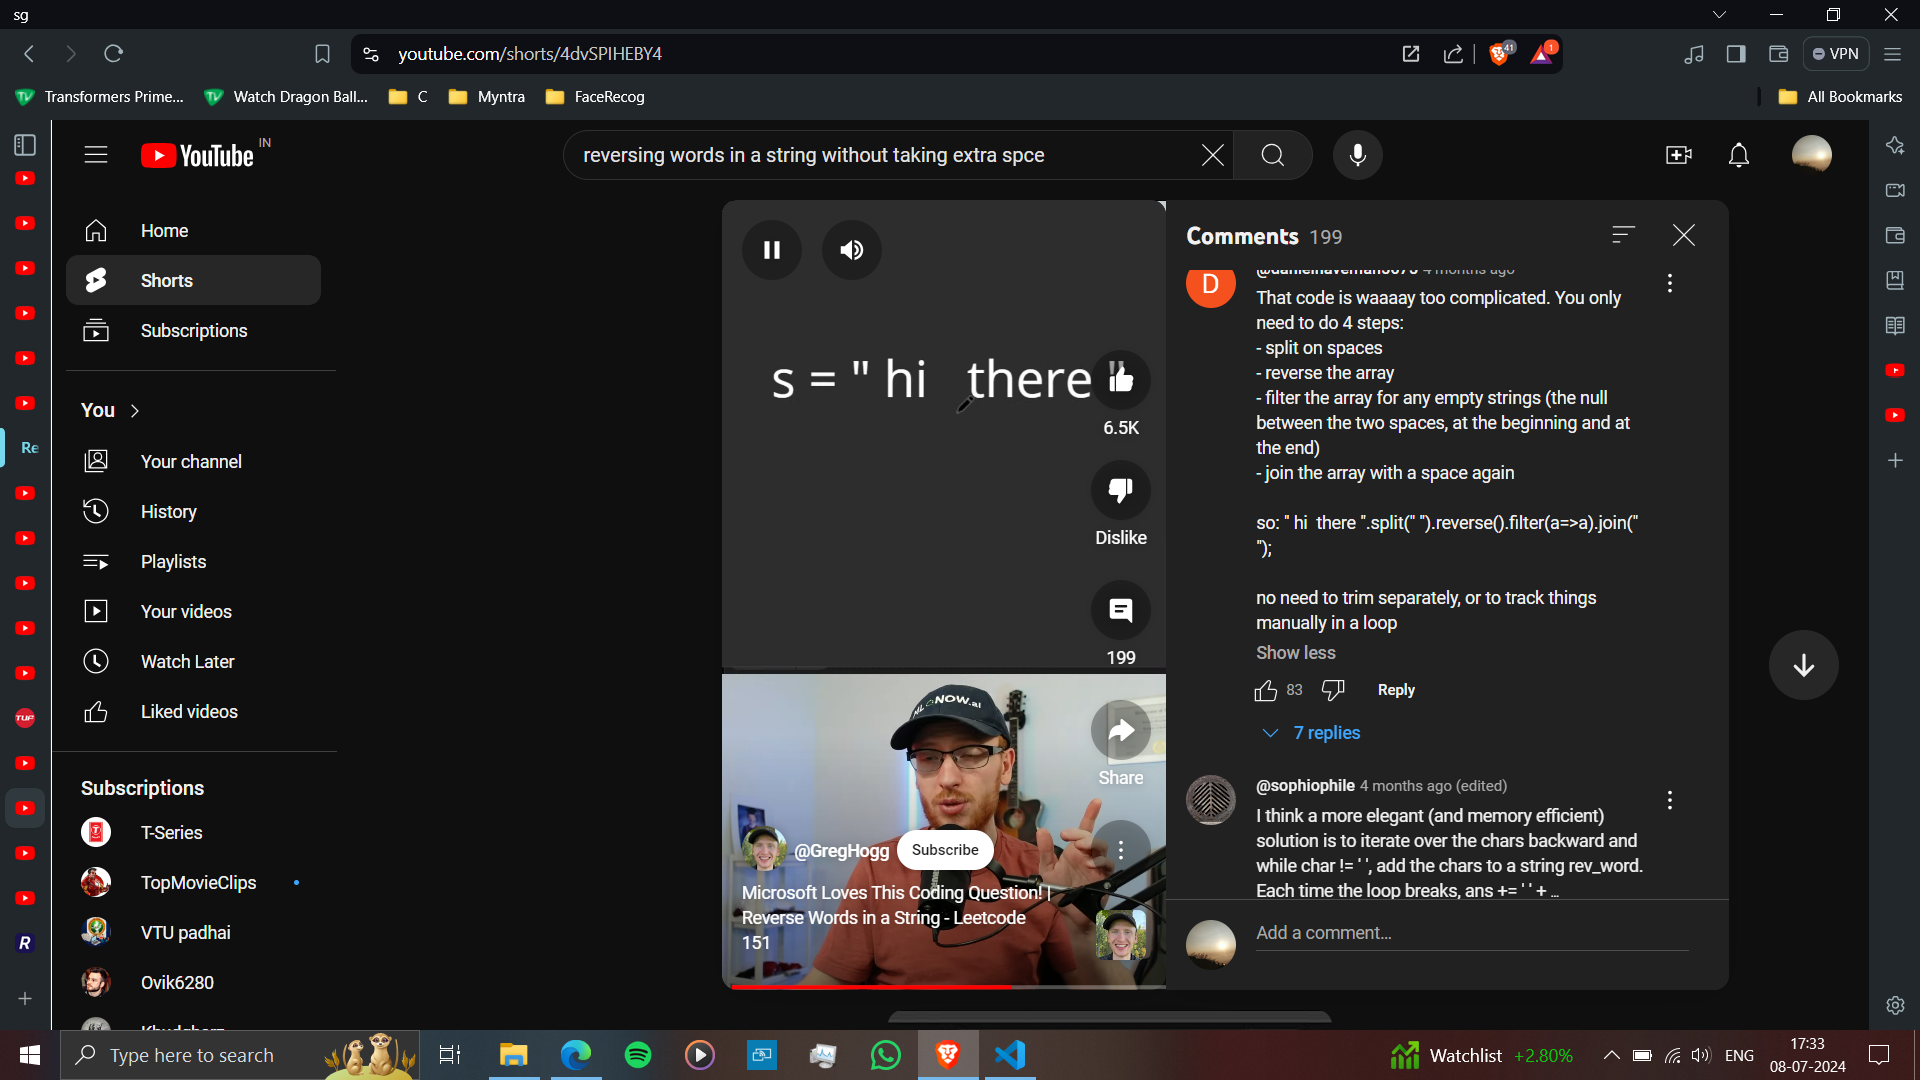 sg
youtube.com/shorts/4dvSPIHEBY4
41
1
VPN
Transformers Prime...
Watch Dragon Ball...
C
Myntra
FaceRecog
All Bookmarks
YouTube IN
reversing words in a string without taking extra spce
Home
Shorts
Subscriptions
You
Your channel
History
Playlists
Your videos
Watch Later
Liked videos
Subscriptions
T-Series
TopMovieClips
VTU padhai
Ovik6280
Re
TUF
R
s = " hi   there "
6.5K
Dislike
199
Share
NOW.ai
@GregHogg
Subscribe
Microsoft Loves This Coding Question! |
Reverse Words in a String - Leetcode
151
Comments 199
D
4 months ago
That code is waaaay too complicated. You only
need to do 4 steps:
- split on spaces
- reverse the array
- filter the array for any empty strings (the null
between the two spaces, at the beginning and at
the end)
- join the array with a space again
so: " hi  there ".split(" ").reverse().filter(a=>a).join("
");
no need to trim separately, or to track things
manually in a loop
Show less
83
Reply
7 replies
@sophiophile 4 months ago (edited)
I think a more elegant (and memory efficient)
solution is to iterate over the chars backward and
while char != ' ', add the chars to a string rev_word.
Each time the loop breaks, ans += ' ' + ...
Add a comment...
Type here to search
Watchlist +2.80%
ENG
17:33
08-07-2024